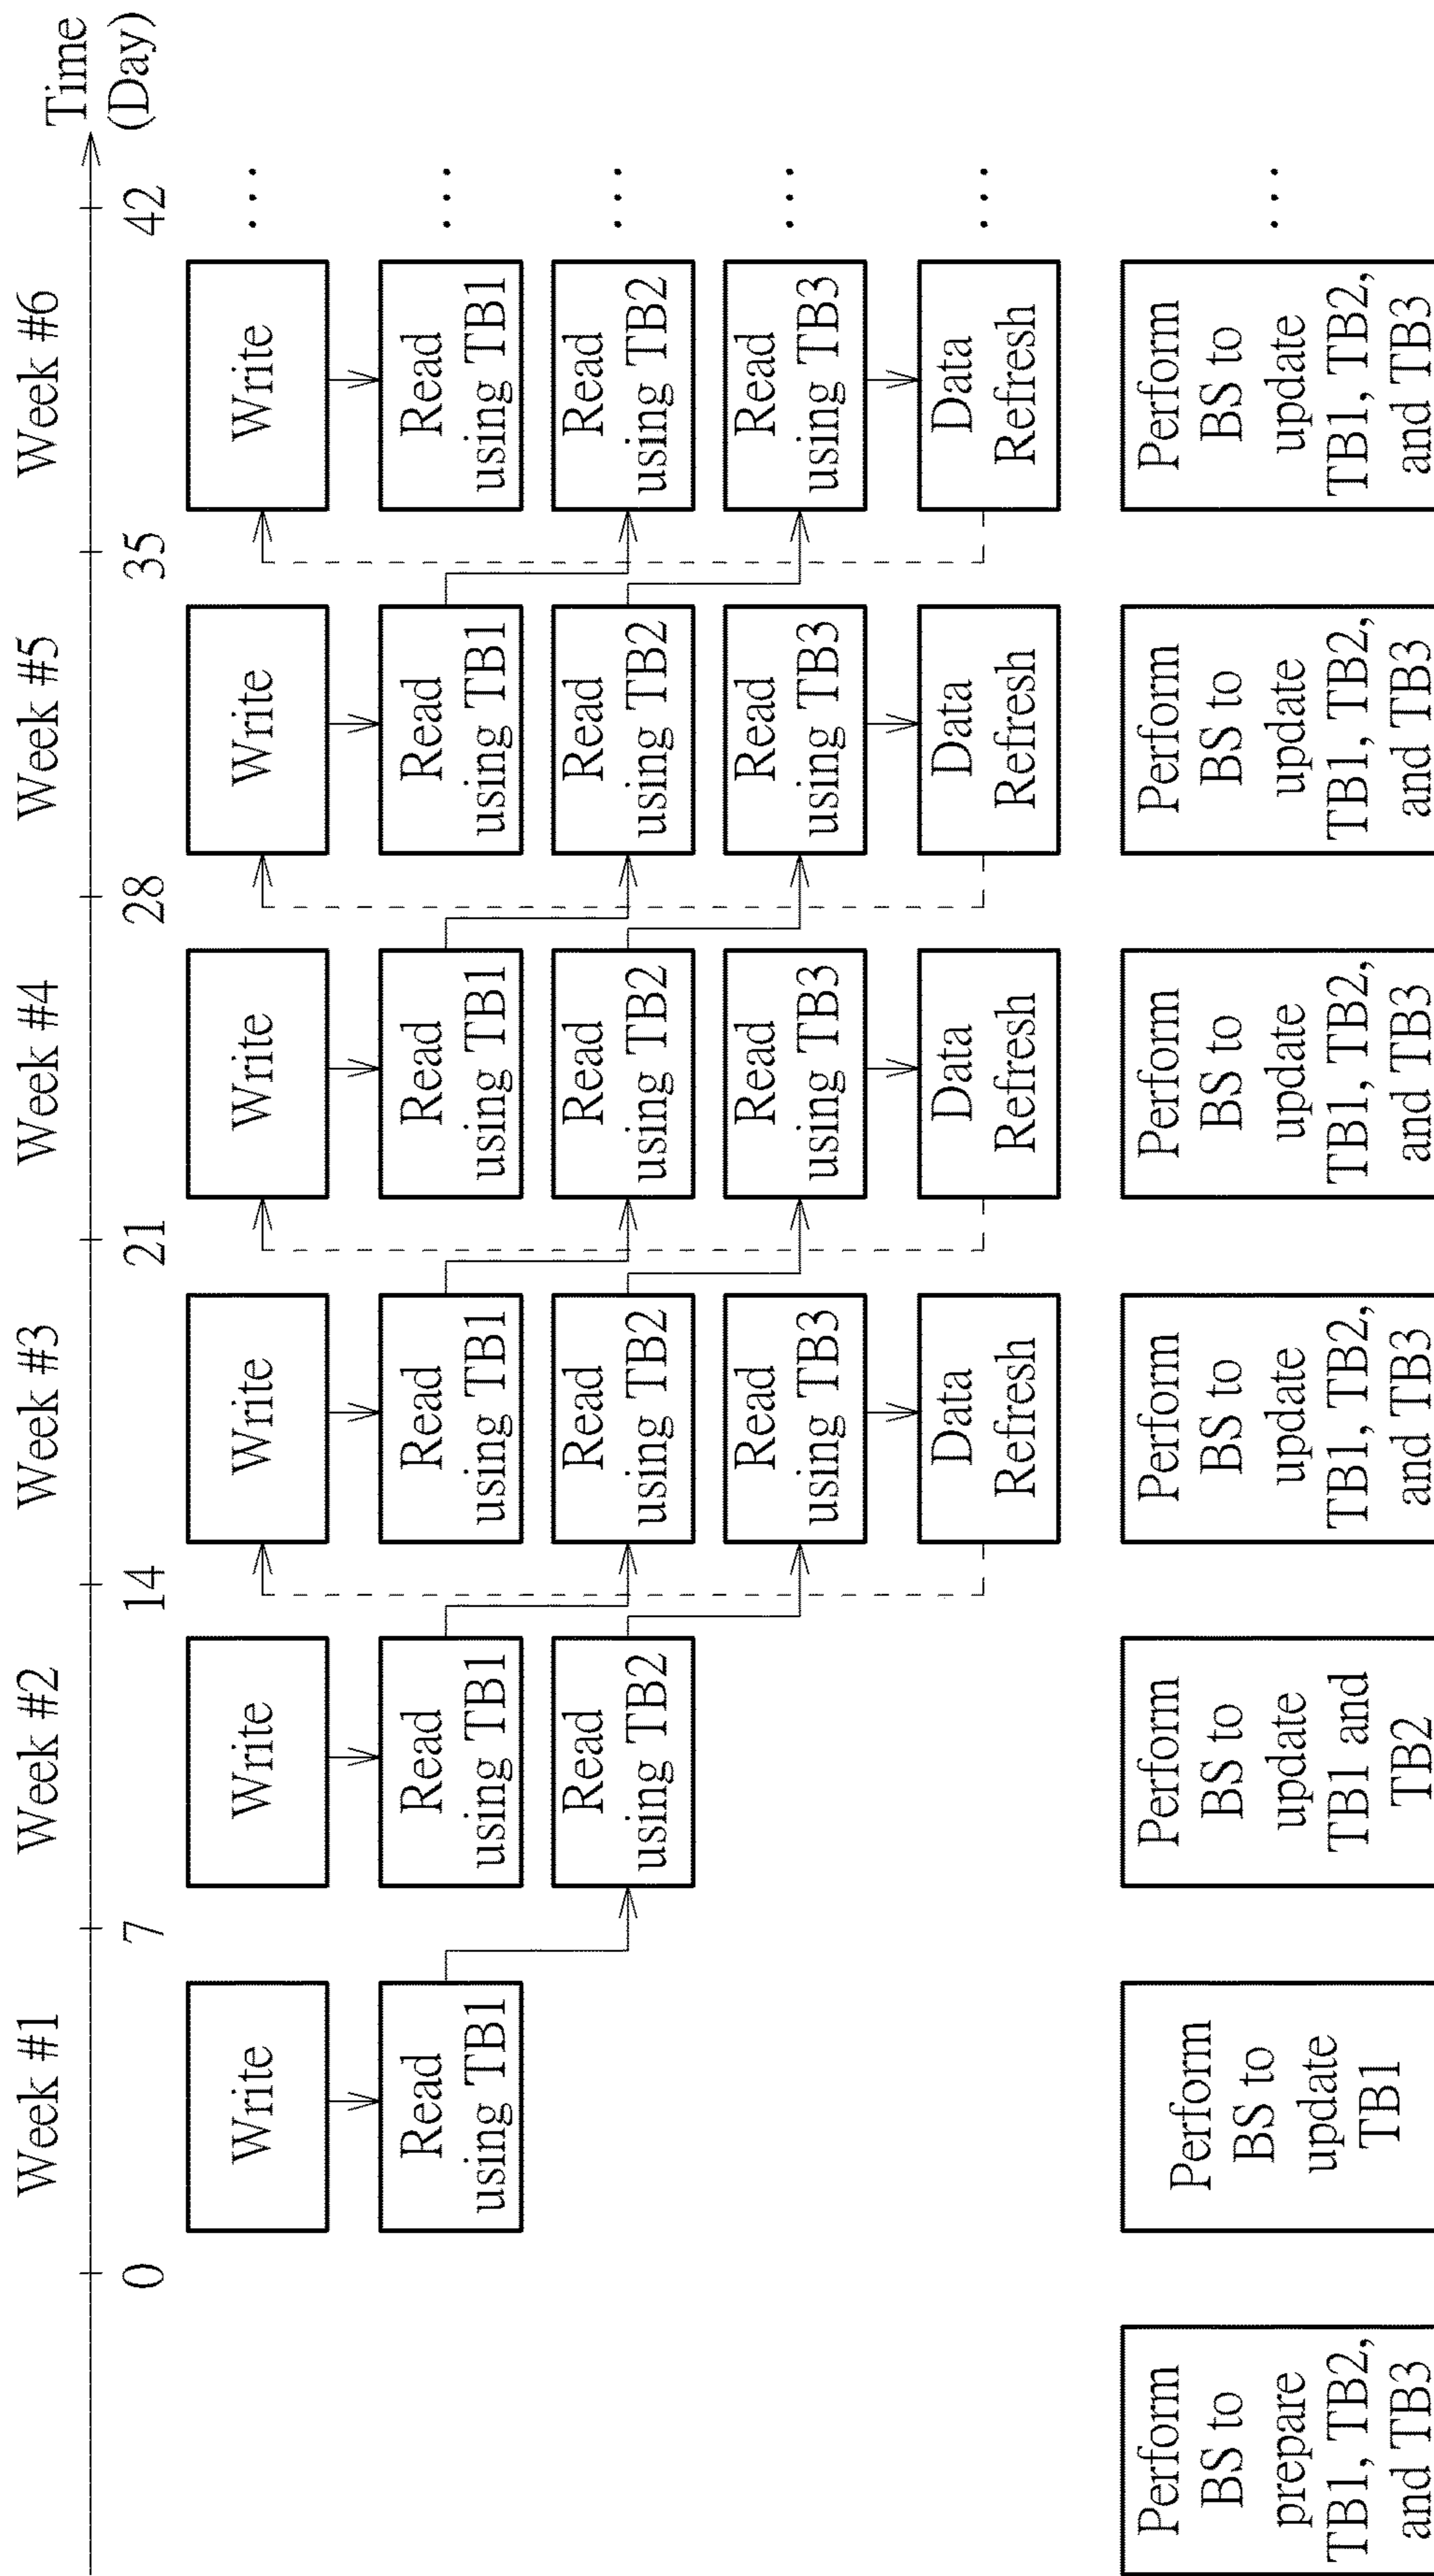 Week #1
Week #2
Week #3
Week #4
Week #5
Week #6
Time
(Day)
0
7
14
21
28
35
42
Write
Write
Write
Write
Write
Write
...
Read
using TB1
Read
using TB1
Read
using TB1
Read
using TB1
Read
using TB1
Read
using TB1
...
Read
using TB2
Read
using TB2
Read
using TB2
Read
using TB2
Read
using TB2
...
Read
using TB3
Read
using TB3
Read
using TB3
Read
using TB3
...
Data
Refresh
Data
Refresh
Data
Refresh
Data
Refresh
...
Perform
BS to
prepare
TB1, TB2,
and TB3
Perform
BS to
update
TB1
Perform
BS to
update
TB1 and
TB2
Perform
BS to
update
TB1, TB2,
and TB3
Perform
BS to
update
TB1, TB2,
and TB3
Perform
BS to
update
TB1, TB2,
and TB3
Perform
BS to
update
TB1, TB2,
and TB3
...